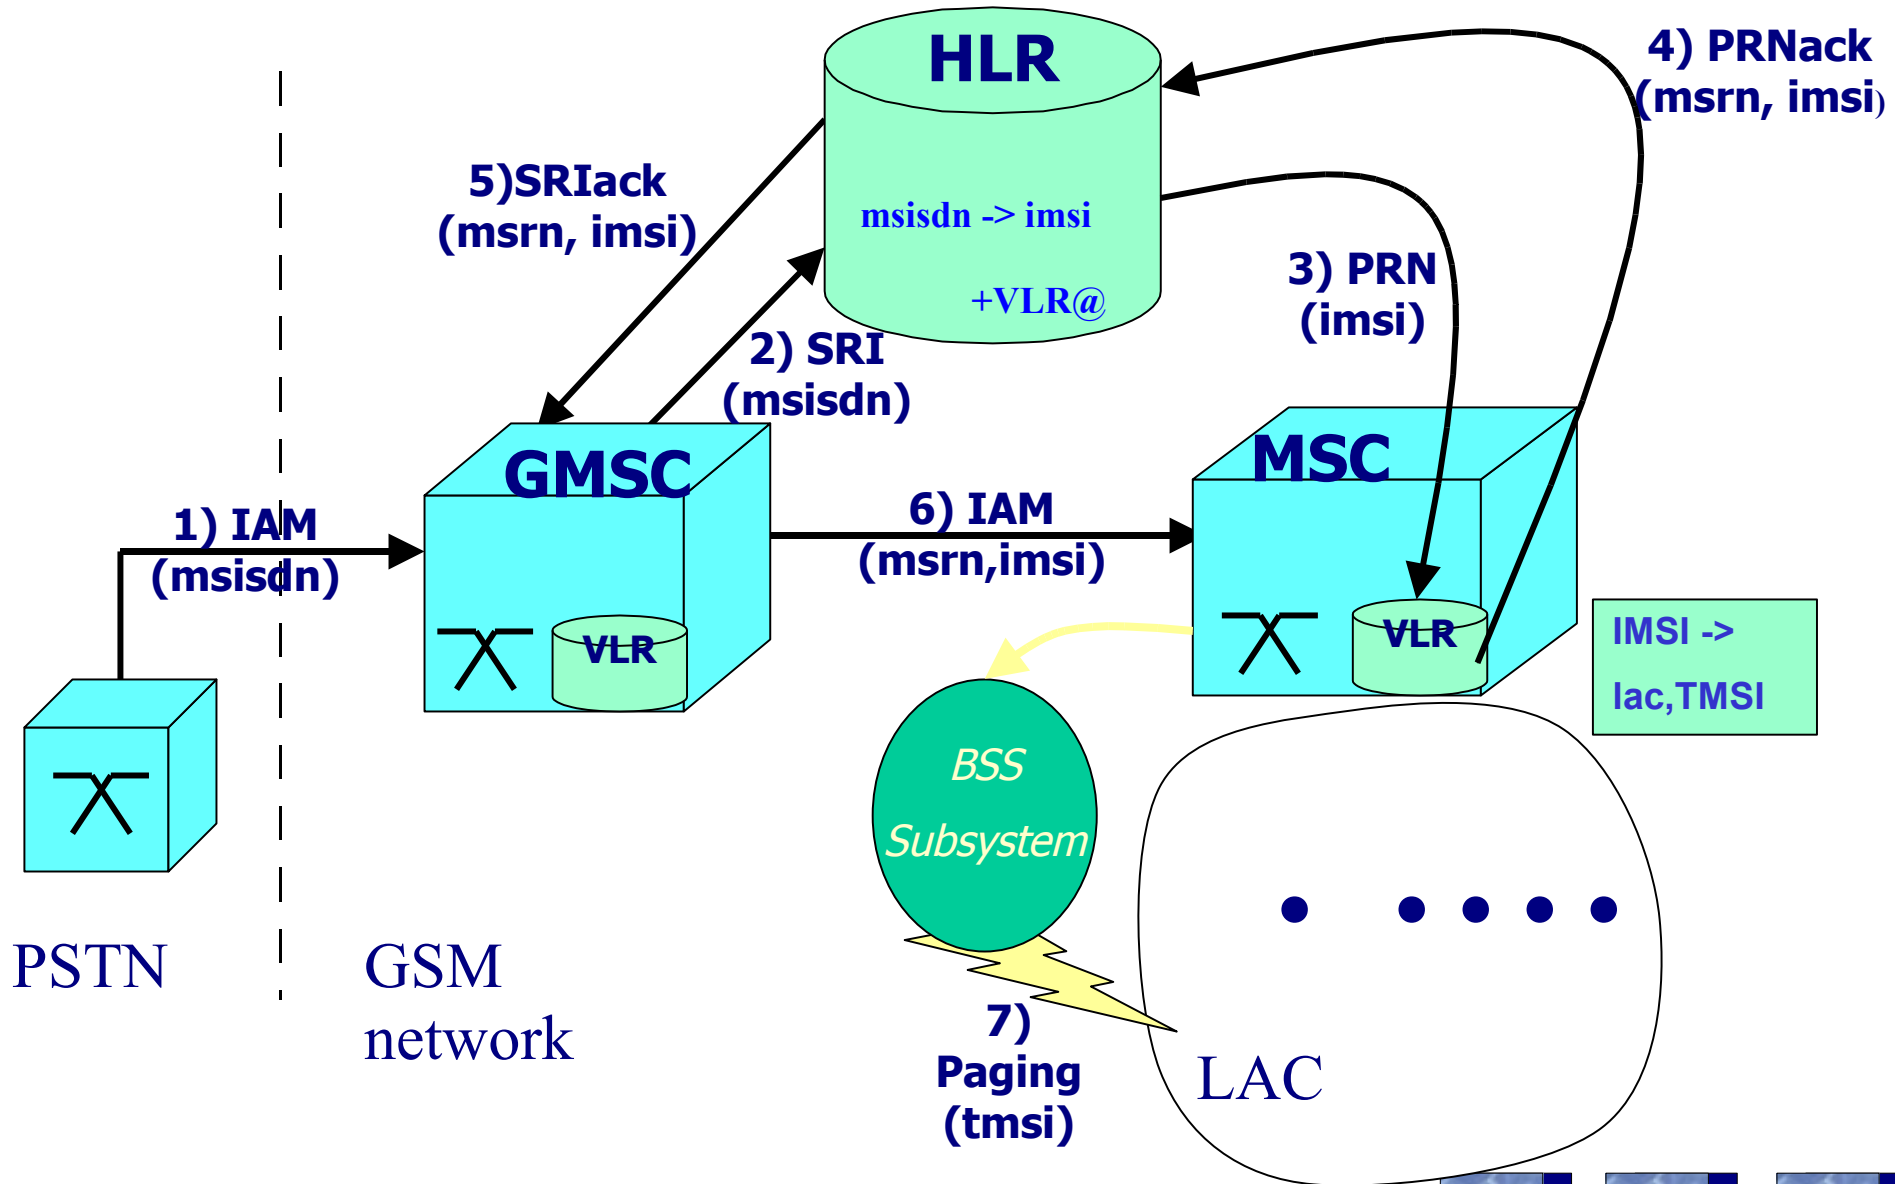 HLR
4) PRNack
(msrn, imsi)
5)SRIack
(msrn, imsi)
msisdn -> imsi
+VLR@
3) PRN
(imsi)
2) SRI
(msisdn)
GMSC
MSC
1) IAM
(msisdn)
6) IAM
(msrn,imsi)
VLR
VLR
IMSI ->
lac,TMSI
BSS
Subsystem
PSTN
GSM
network
7)
Paging
(tmsi)
LAC